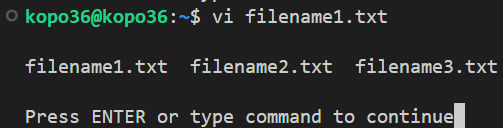 kopo36@kopo36:~$ vi filename1.txt
filename1.txt  filename2.txt  filename3.txt
Press ENTER or type command to continue